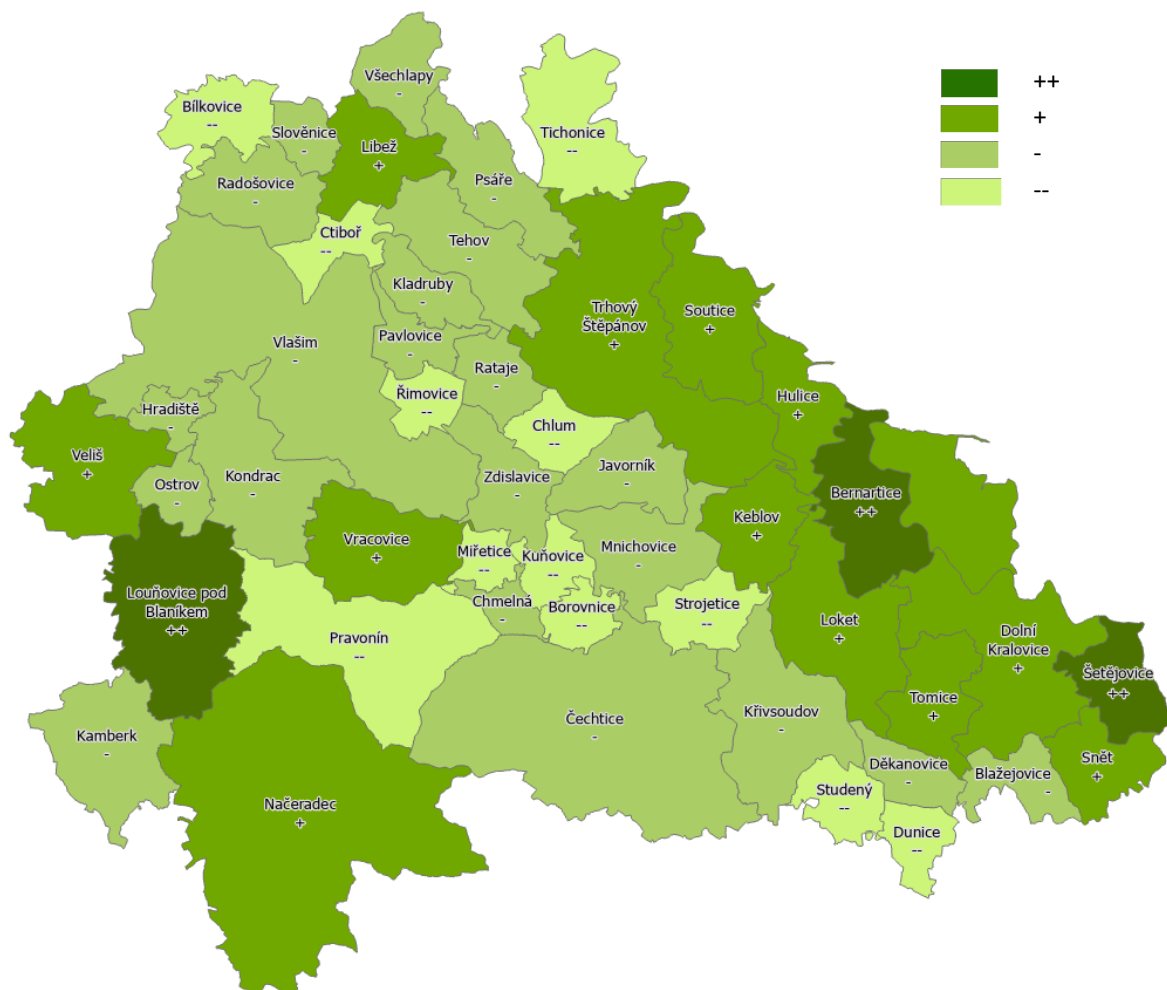 ++
+
-
--
Všechlapy
-
Bílkovice
--
Slověnice
-
Libež
+
Tichonice
--
Radošovice
-
Psáře
-
Ctiboř
--
Tehov
-
Kladruby
-
Trhový
Štěpánov
+
Soutice
+
Vlašim
-
Pavlovice
-
Rataje
-
Římovice
--
Hulice
+
Hradiště
-
Chlum
--
Veliš
+
Ostrov
-
Kondrac
-
Zdislavice
-
Javorník
-
Bernartice
++
Keblov
+
Vracovice
+
Miřetice
--
Kuňovice
--
Mnichovice
-
Louňovice pod
Blaníkem
++
Chmelná
-
Borovnice
--
Strojetice
--
Loket
+
Pravonín
--
Dolní
Kralovice
+
Šetějovice
++
Tomice
+
Čechtice
-
Křivsoudov
-
Kamberk
-
Děkanovice
-
Blažejovice
-
Snět
+
Studený
--
Načeradec
+
Dunice
--